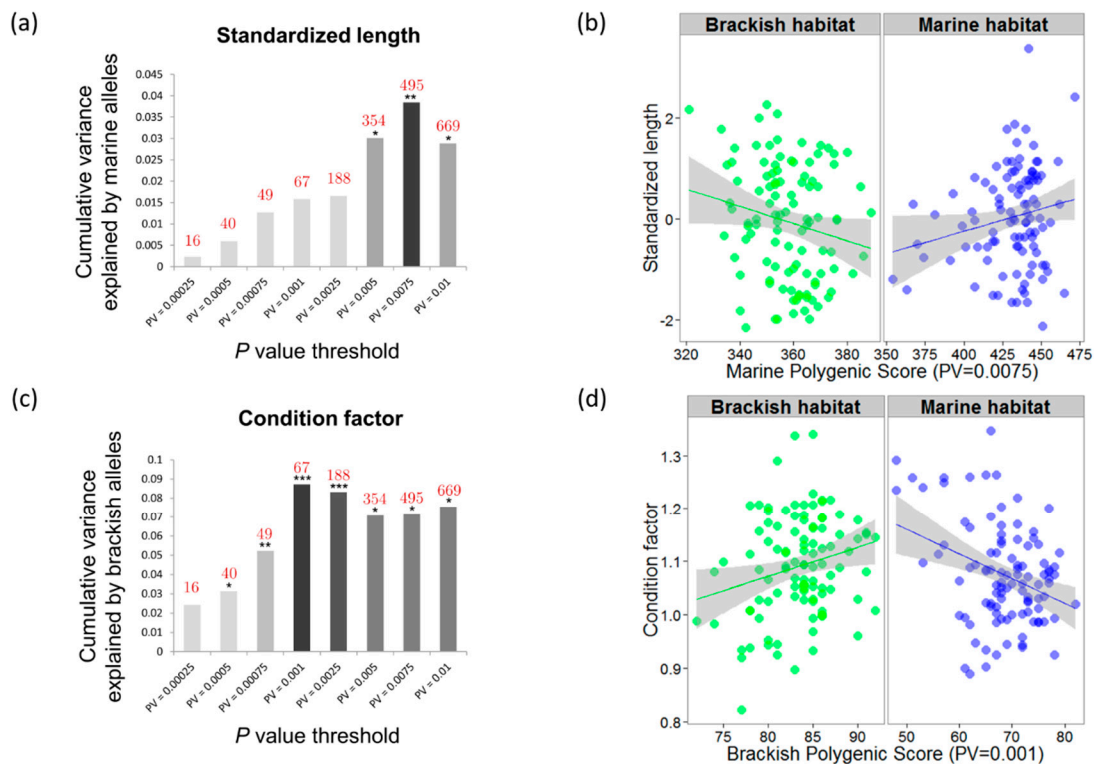 (a)
Standardized length
Cumulative variance
explained by marine alleles
0.045
0.04
0.035
0.03
0.025
0.02
0.015
0.01
0.005
0
16
40
49
67
188
354
*
495
**
669
*
PV = 0.00025
PV = 0.0005
PV = 0.00075
PV = 0.001
PV = 0.0025
PV = 0.005
PV = 0.0075
PV = 0.01
P value threshold
(b)
Brackish habitat
Marine habitat
Standardized length
2
0
-2
320 340 360 380 350 375 400 425 450 475
Marine Polygenic Score (PV=0.0075)
(c)
Condition factor
Cumulative variance
explained by brackish alleles
0.1
0.09
0.08
0.07
0.06
0.05
0.04
0.03
0.02
0.01
0
16
40
*
49
**
67
***
188
***
354
*
495
*
669
*
PV = 0.00025
PV = 0.0005
PV = 0.00075
PV = 0.001
PV = 0.0025
PV = 0.005
PV = 0.0075
PV = 0.01
P value threshold
(d)
Brackish habitat
Marine habitat
Condition factor
1.3
1.2
1.1
1.0
0.9
0.8
75 80 85 90 50 60 70 80
Brackish Polygenic Score (PV=0.001)